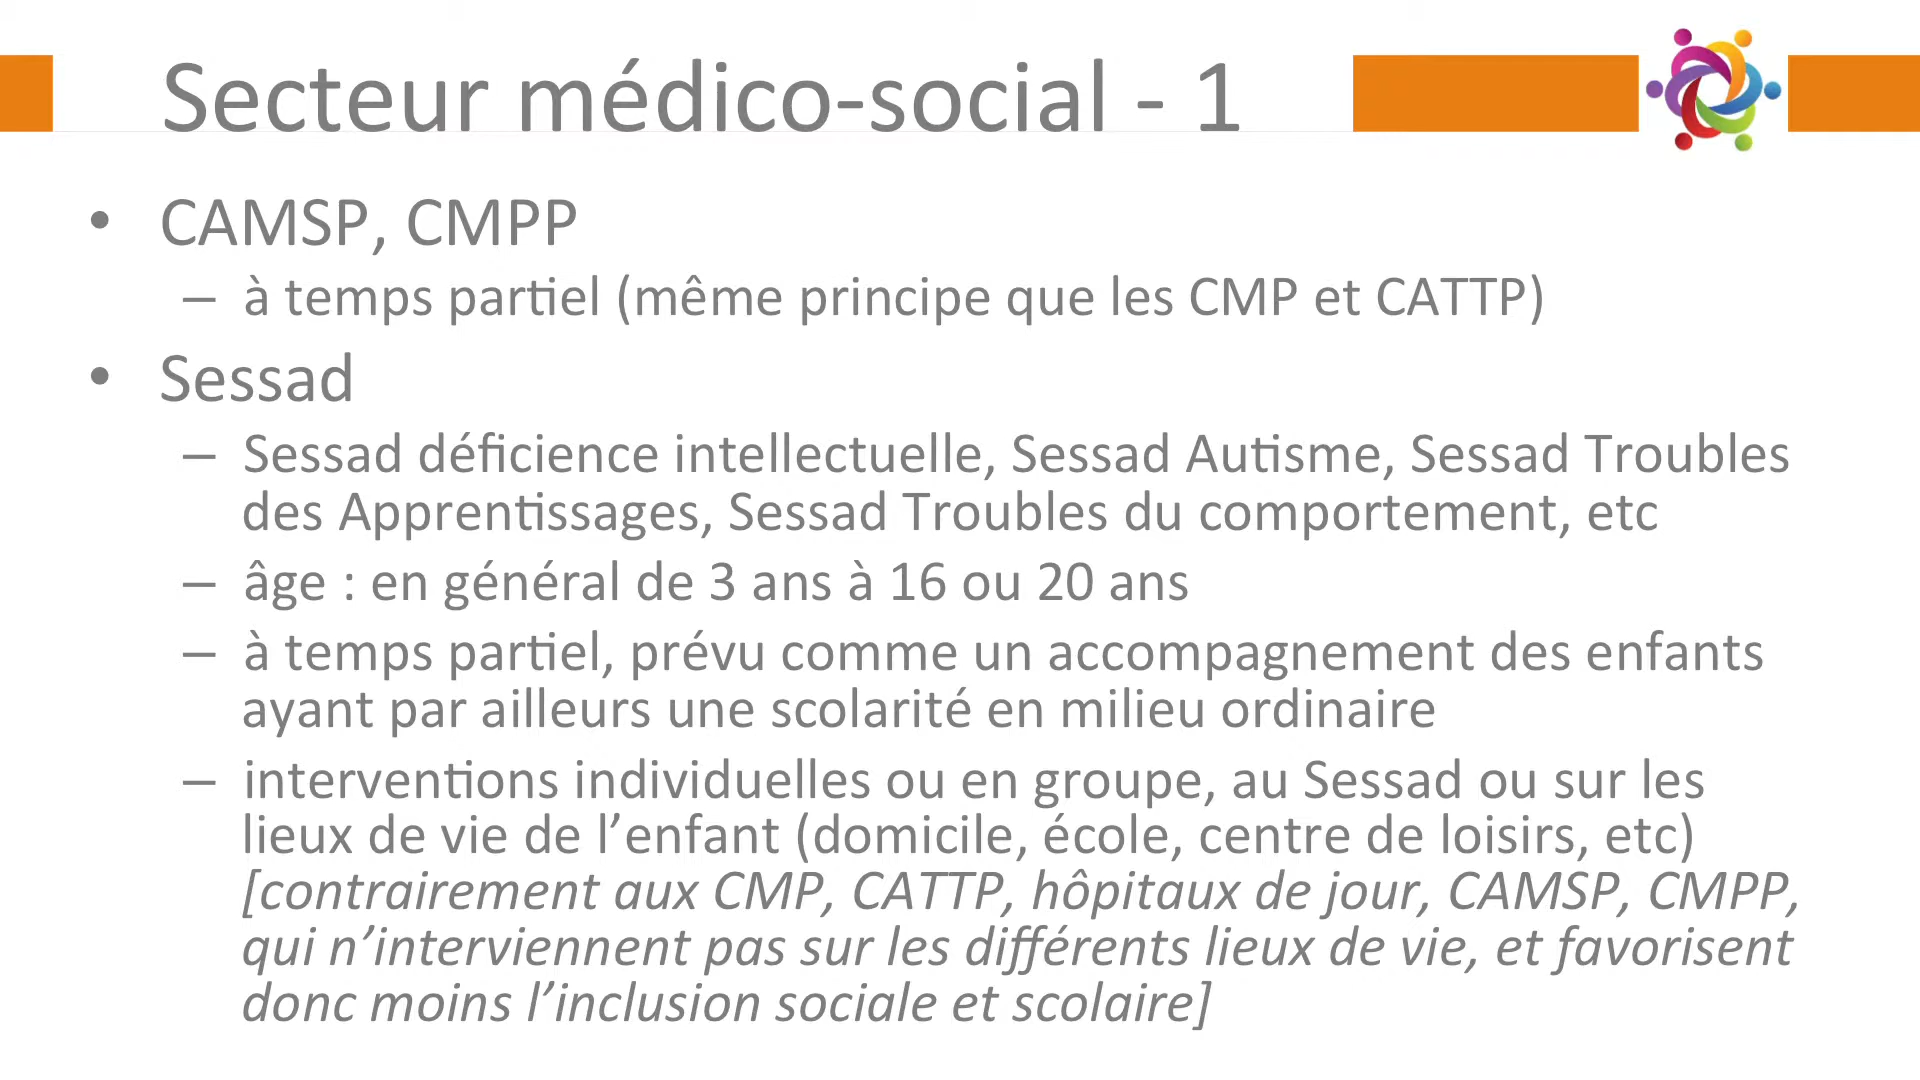 Secteur médico-social - 1
• CAMSP, CMPP
– à temps partiel (même principe que les CMP et CATTP)
• Sessad
– Sessad déficience intellectuelle, Sessad Autisme, Sessad Troubles
des Apprentissages, Sessad Troubles du comportement, etc
– âge : en général de 3 ans à 16 ou 20 ans
– à temps partiel, prévu comme un accompagnement des enfants
ayant par ailleurs une scolarité en milieu ordinaire
– interventions individuelles ou en groupe, au Sessad ou sur les
lieux de vie de l’enfant (domicile, école, centre de loisirs, etc)
[contrairement aux CMP, CATTP, hôpitaux de jour, CAMSP, CMPP,
qui n’interviennent pas sur les différents lieux de vie, et favorisent
donc moins l’inclusion sociale et scolaire]